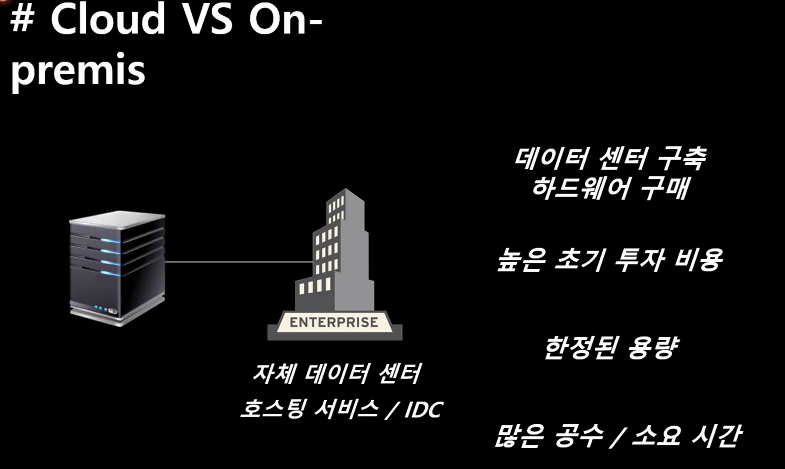 # Cloud VS On-
premis
데이터 센터 구축
하드웨어 구매
높은 초기 투자 비용
ENTERPRISE
한정된 용량
자체 데이터 센터
호스팅 서비스 / IDC
많은 공수 / 소요 시간